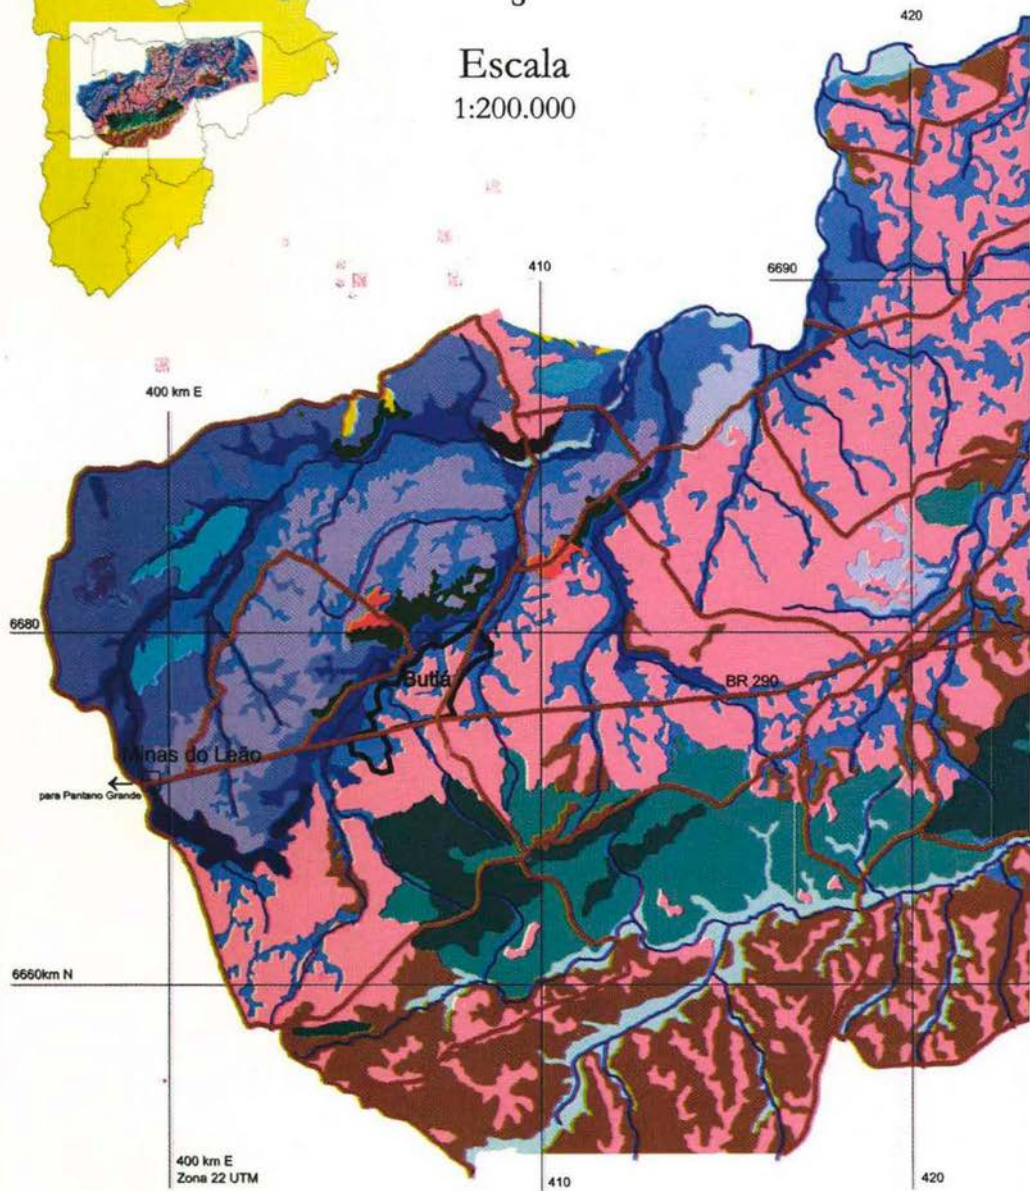 420
Escala
1:200.000
410
6690
400 km E
420
6680
Butiá
BR 290
Minas do Leão
para Pantano Grande
6660km N
400 km E
Zona 22 UTM
410
420